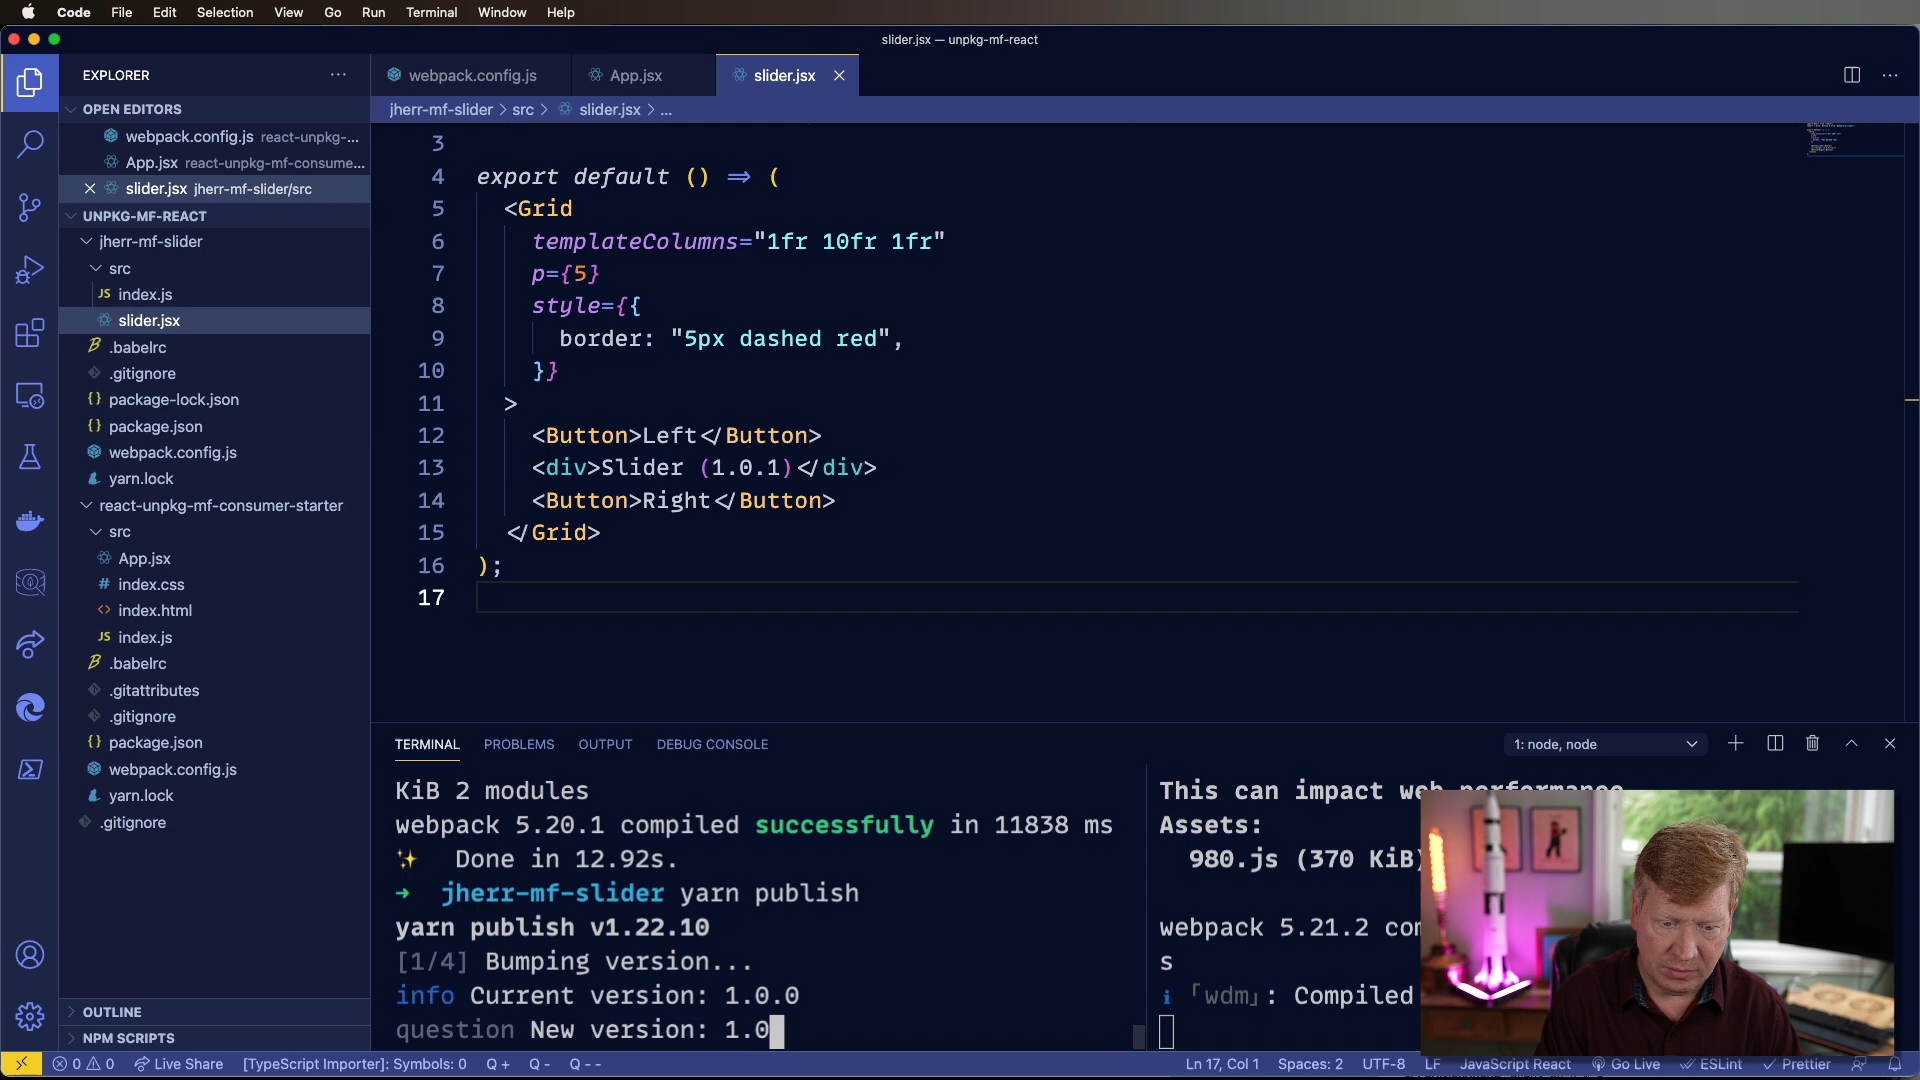 Code File Edit Selection View Go Run Terminal Window Help
slider.jsx — unpkg-mf-react
EXPLORER
webpack.config.js
App.jsx
slider.jsx
jherr-mf-slider > src > slider.jsx > ...
OPEN EDITORS
webpack.config.js react-unpkg-...
App.jsx react-unpkg-mf-consume...
slider.jsx jherr-mf-slider/src
UNPKG-MF-REACT
jherr-mf-slider
src
index.js
slider.jsx
.babelrc
.gitignore
package-lock.json
package.json
webpack.config.js
yarn.lock
react-unpkg-mf-consumer-starter
src
App.jsx
index.css
index.html
index.js
.babelrc
.gitattributes
.gitignore
package.json
webpack.config.js
yarn.lock
.gitignore
OUTLINE
NPM SCRIPTS
3
4 export default () => (
5 <Grid
6 templateColumns="1fr 10fr 1fr"
7 p={5}
8 style={{
9 border: "5px dashed red",
10 }}
11 >
12 <Button>Left</Button>
13 <div>Slider (1.0.1)</div>
14 <Button>Right</Button>
15 </Grid>
16 );
17
TERMINAL PROBLEMS OUTPUT DEBUG CONSOLE
1: node, node
KiB 2 modules
webpack 5.20.1 compiled successfully in 11838 ms
✨ Done in 12.92s.
→ jherr-mf-slider yarn publish
yarn publish v1.22.10
[1/4] Bumping version...
info Current version: 1.0.0
question New version: 1.0
This can impact web performance
Assets:
980.js (370 KiB)
webpack 5.21.2 com
s
i 「wdm」: Compiled
0 0 Live Share [TypeScript Importer]: Symbols: 0 Q + Q - Q - -
Ln 17, Col 1 Spaces: 2 UTF-8 LF JavaScript React Go Live ESLint Prettier